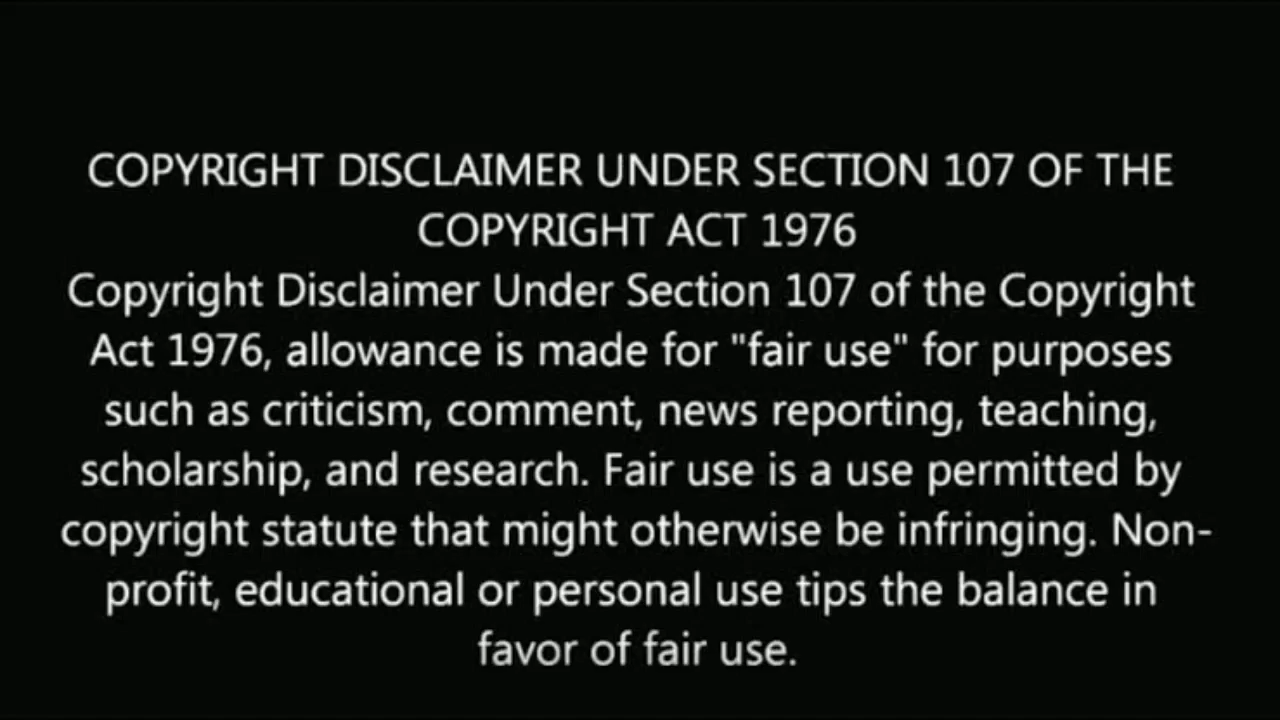 COPYRIGHT DISCLAIMER UNDER SECTION 107 OF THE
COPYRIGHT ACT 1976
Copyright Disclaimer Under Section 107 of the Copyright
Act 1976, allowance is made for "fair use" for purposes
such as criticism, comment, news reporting, teaching,
scholarship, and research. Fair use is a use permitted by
copyright statute that might otherwise be infringing. Non-
profit, educational or personal use tips the balance in
favor of fair use.